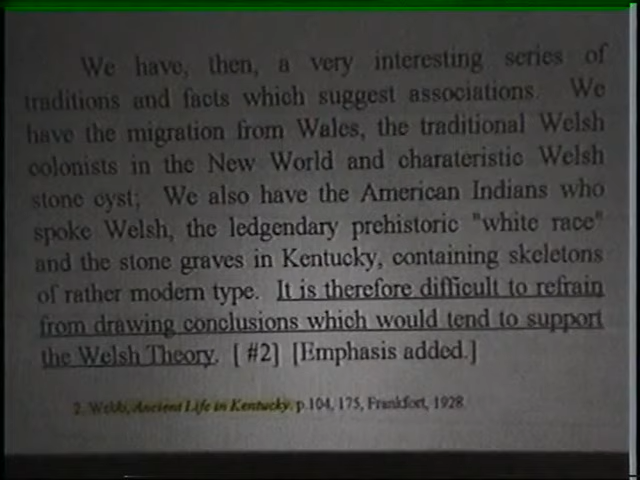 We have, then, a very interesting series of
traditions and facts which suggest associations. We
have the migration from Wales, the traditional Welsh
colonists in the New World and charateristic Welsh
stone cyst; We also have the American Indians who
spoke Welsh, the ledgendary prehistoric "white race"
and the stone graves in Kentucky, containing skeletons
of rather modern type. It is therefore difficult to refrain
from drawing conclusions which would tend to support
the Welsh Theory. [ #2] [Emphasis added.]
2. Webb, Ancient Life in Kentucky, p.104, 175, Frankfort, 1928.